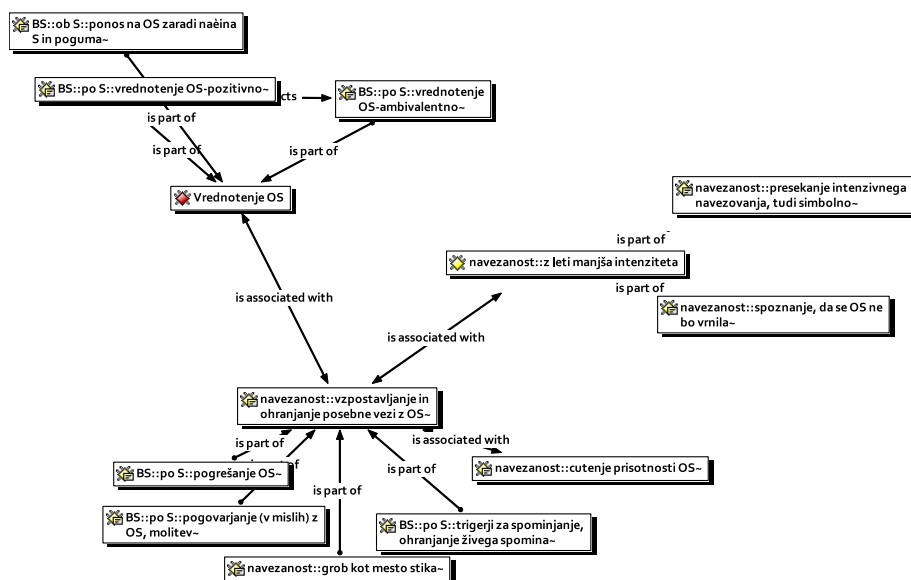 BS::ob S::ponos na OS zaradi naèina
S in poguma~
BS::po S::vrednotenje OS-pozitivno~
cts
BS::po S::vrednotenje
OS-ambivalentno~
is part of
is part of
is part of
Vrednotenje OS
navezanost::presekanje intenzivnega
navezovanja, tudi simbolno~
is part of
navezanost::z leti manjša intenziteta
is part of
is associated with
navezanost::spoznanje, da se OS ne
bo vrnila~
is associated with
navezanost::vzpostavljanje in
ohranjanje posebne vezi z OS~
is part of
is associated with
BS::po S::pogrešanje OS~
of
is part of
navezanost::cutenje prisotnosti OS~
is part of
BS::po S::pogovarjanje (v mislih) z
OS, molitev~
BS::po S::trigerji za spominjanje,
ohranjanje živega spomina~
navezanost::grob kot mesto stika~